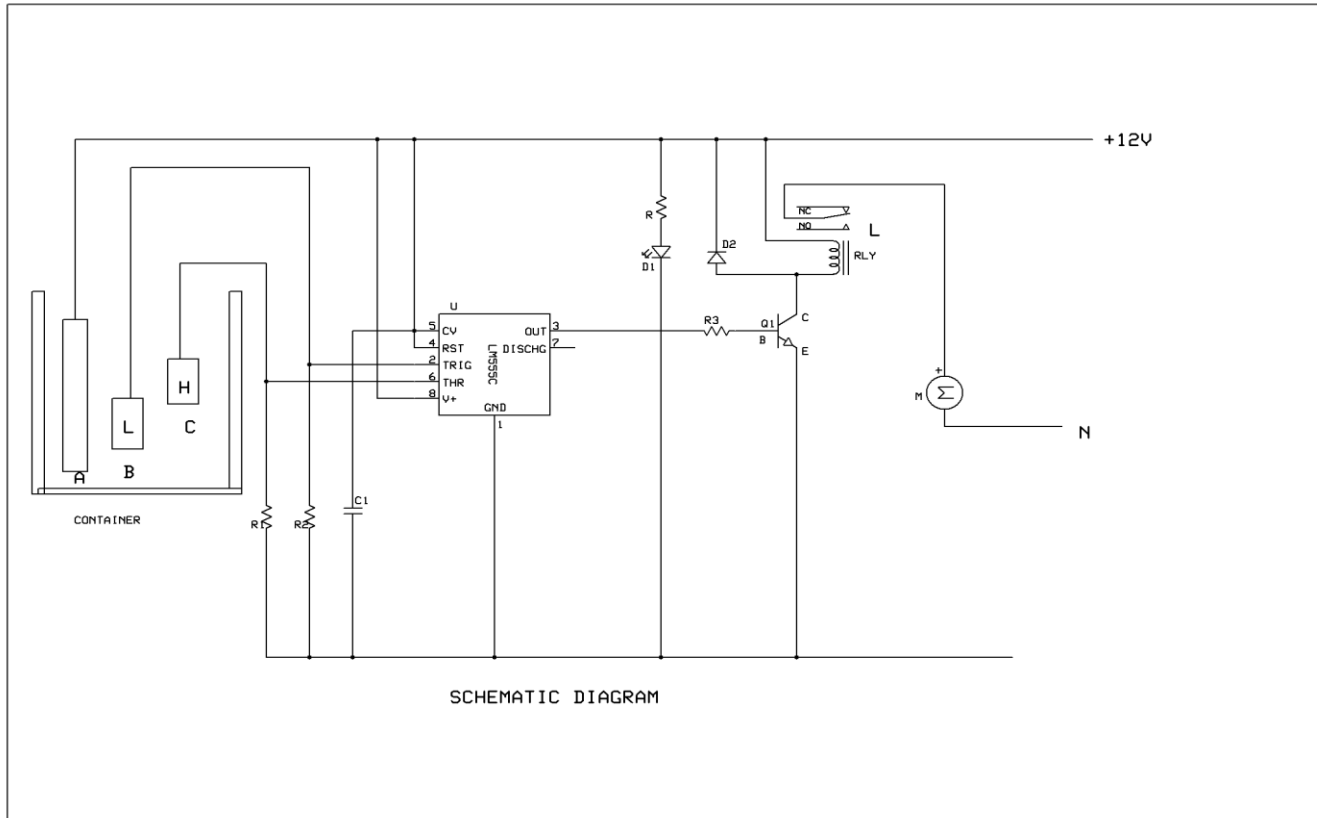 +12V
NC
NO
L
RLY
R
D1
D2
U
5 CV
4 RST
2 TRIG
6 THR
8 V+
LM555C
OUT 3
DISCHG 7
GND
1
R3
Q1
B
C
E
+
M
N
H
C
L
B
A
CONTAINER
R1
R2
C1
SCHEMATIC DIAGRAM